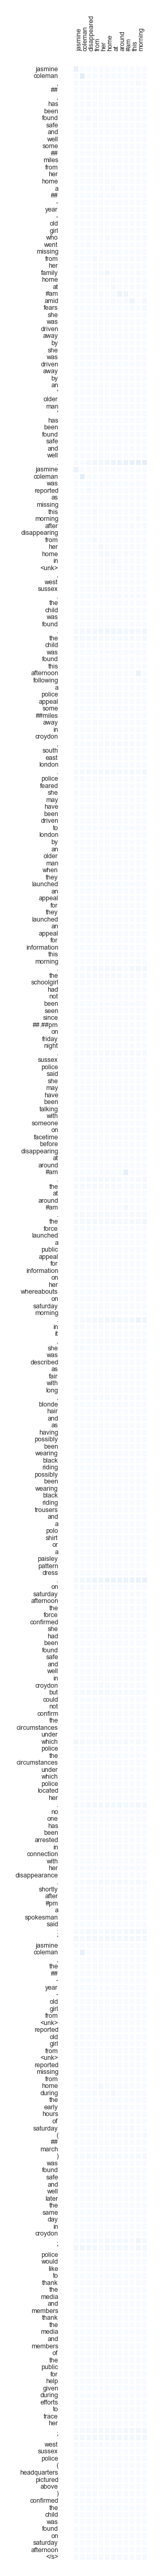 jasmine
coleman
disappeared
from
her
home
at
around
#am
this
morning
jasmine
coleman
,
##
,
has
been
found
safe
and
well
some
##
miles
from
her
home
a
##
-
year
-
old
girl
who
went
missing
from
her
family
home
at
#am
amid
fears
she
was
driven
away
by
she
was
driven
away
by
an
'
older
man
'
has
been
found
safe
and
well
.
jasmine
coleman
was
reported
as
missing
this
morning
after
disappearing
from
her
home
in
<unk>
,
west
sussex
.
the
child
was
found
.
the
child
was
found
this
afternoon
following
a
police
appeal
some
##miles
away
in
croydon
,
south
east
london
.
police
feared
she
may
have
been
driven
to
london
by
an
older
man
when
they
launched
an
appeal
for
they
launched
an
appeal
for
information
this
morning
.
the
schoolgirl
had
not
been
seen
since
##.##pm
on
friday
night
.
sussex
police
said
she
may
have
been
talking
with
someone
on
facetime
before
disappearing
at
around
#am
.
the
at
around
#am
.
the
force
launched
a
public
appeal
for
information
on
her
whereabouts
on
saturday
morning
.
in
it
,
she
was
described
as
fair
with
long
,
blonde
hair
and
as
having
possibly
been
wearing
black
riding
possibly
been
wearing
black
riding
trousers
and
a
polo
shirt
or
a
paisley
pattern
dress
.
on
saturday
afternoon
the
force
confirmed
she
had
been
found
safe
and
well
in
croydon
but
could
not
confirm
the
circumstances
under
which
police
the
circumstances
under
which
police
located
her
.
no
one
has
been
arrested
in
connection
with
her
disappearance
,
shortly
after
#pm
a
spokesman
said
:
;
jasmine
coleman
,
the
##
-
year
-
old
girl
from
<unk>
reported
old
girl
from
<unk>
reported
missing
from
home
during
the
early
hours
of
saturday
(
##
march
)
was
found
safe
and
well
later
the
same
day
in
croydon
.
;
police
would
like
to
thank
the
media
and
members
thank
the
media
and
members
of
the
public
for
help
given
during
efforts
to
trace
her
.
;
west
sussex
police
(
headquarters
pictured
above
)
confirmed
the
child
was
found
on
saturday
afternoon
</s>